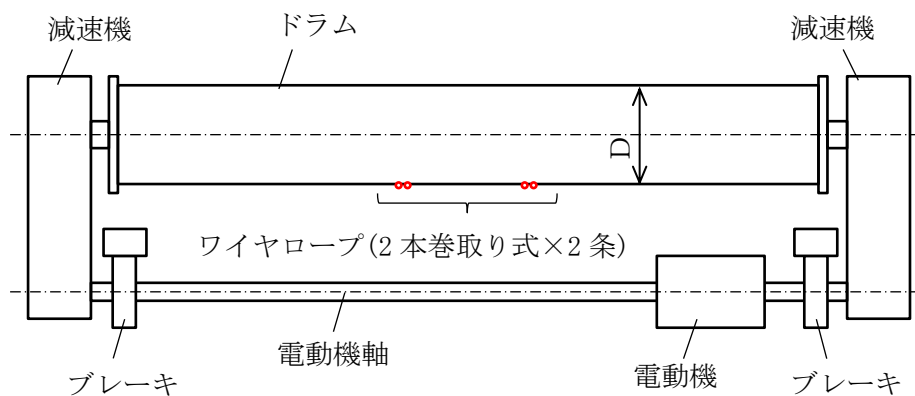 減速機
ドラム
減速機
D
ワイヤロープ(2 本巻取り式×2 条)
電動機軸
ブレーキ
電動機
ブレーキ